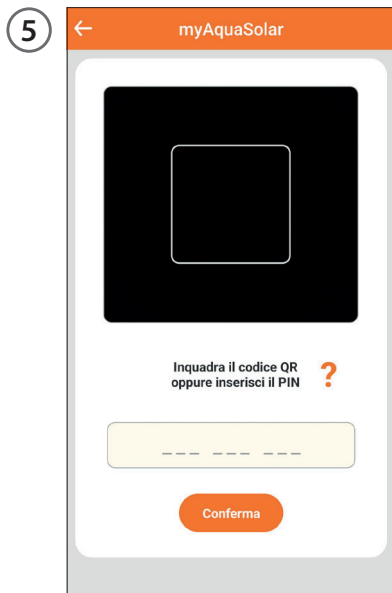 5
myAquaSolar
Inquadra il codice QR
oppure inserisci il PIN
?
___ ___ ___
Conferma